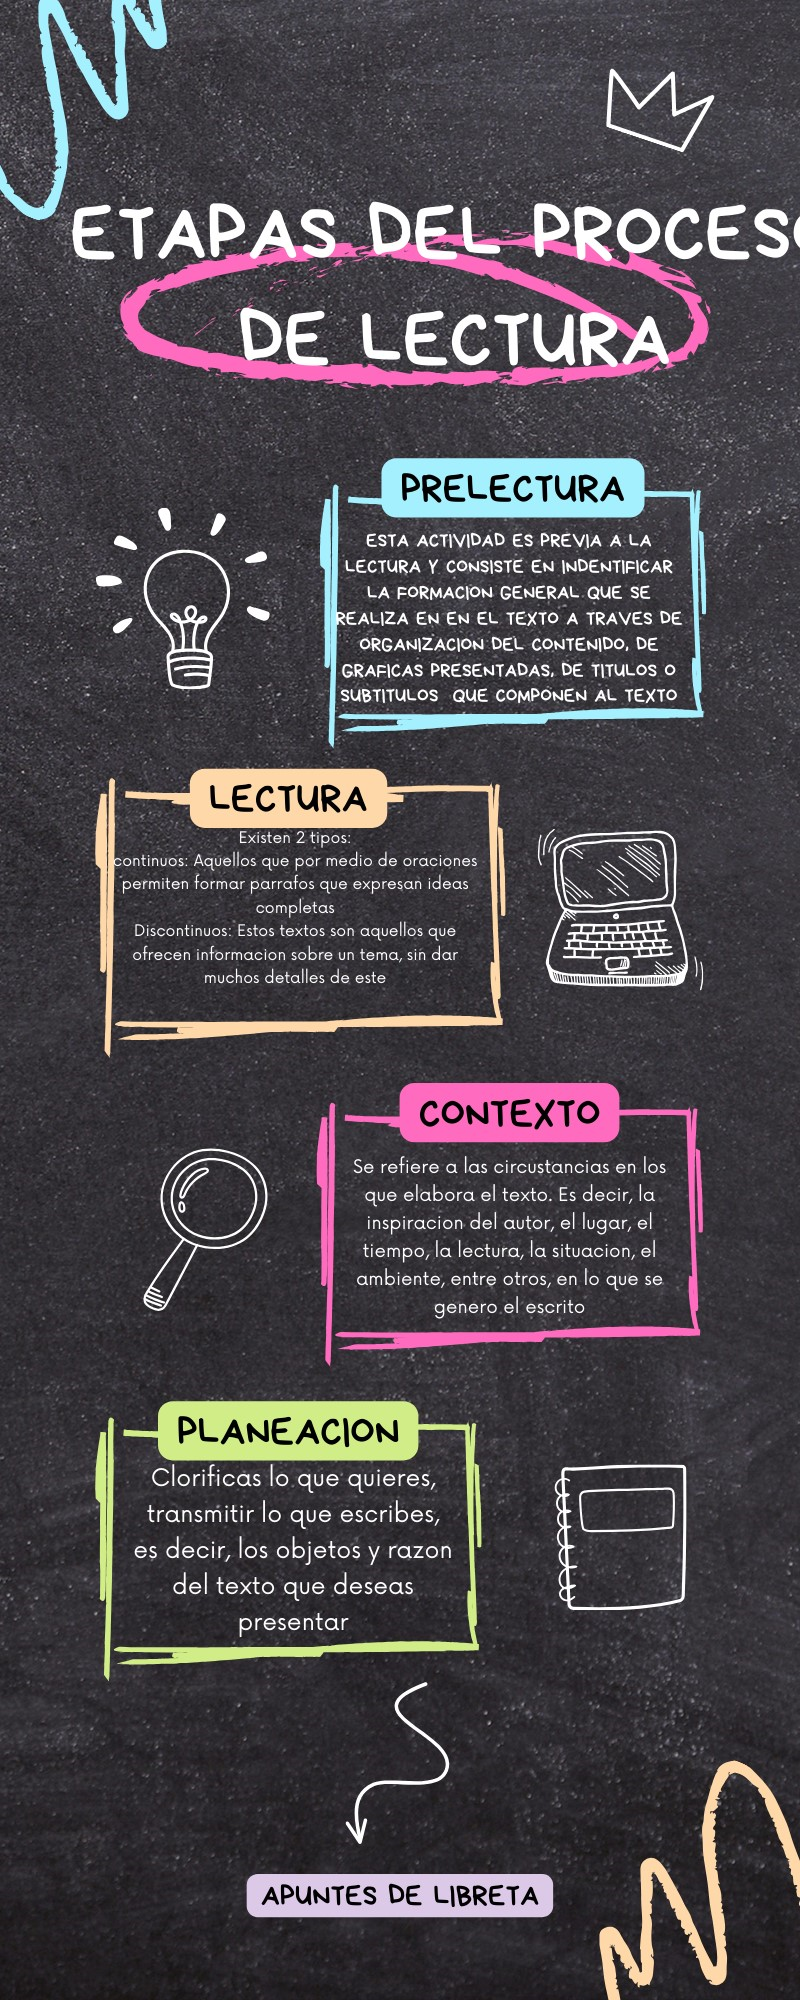 ETAPAS DEL PROCESO
DE LECTURA
PRELECTURA
ESTA ACTIVIDAD ES PREVIA A LA
LECTURA Y CONSISTE EN INDENTIFICAR
LA FORMACION GENERAL QUE SE
REALIZA EN EN EL TEXTO A TRAVES DE
ORGANIZACION DEL CONTENIDO, DE
GRAFICAS PRESENTADAS, DE TITULOS O
SUBTITULOS QUE COMPONEN AL TEXTO
LECTURA
Existen 2 tipos:
continuos: Aquellos que por medio de oraciones
permiten formar parrafos que expresan ideas
completas
Discontinuos: Estos textos son aquellos que
ofrecen informacion sobre un tema, sin dar
muchos detalles de este
CONTEXTO
Se refiere a las circustancias en los
que elabora el texto. Es decir, la
inspiracion del autor, el lugar, el
tiempo, la lectura, la situacion, el
ambiente, entre otros, en lo que se
genero el escrito
PLANEACION
Clorificas lo que quieres,
transmitir lo que escribes,
es decir, los objetos y razon
del texto que deseas
presentar
APUNTES DE LIBRETA